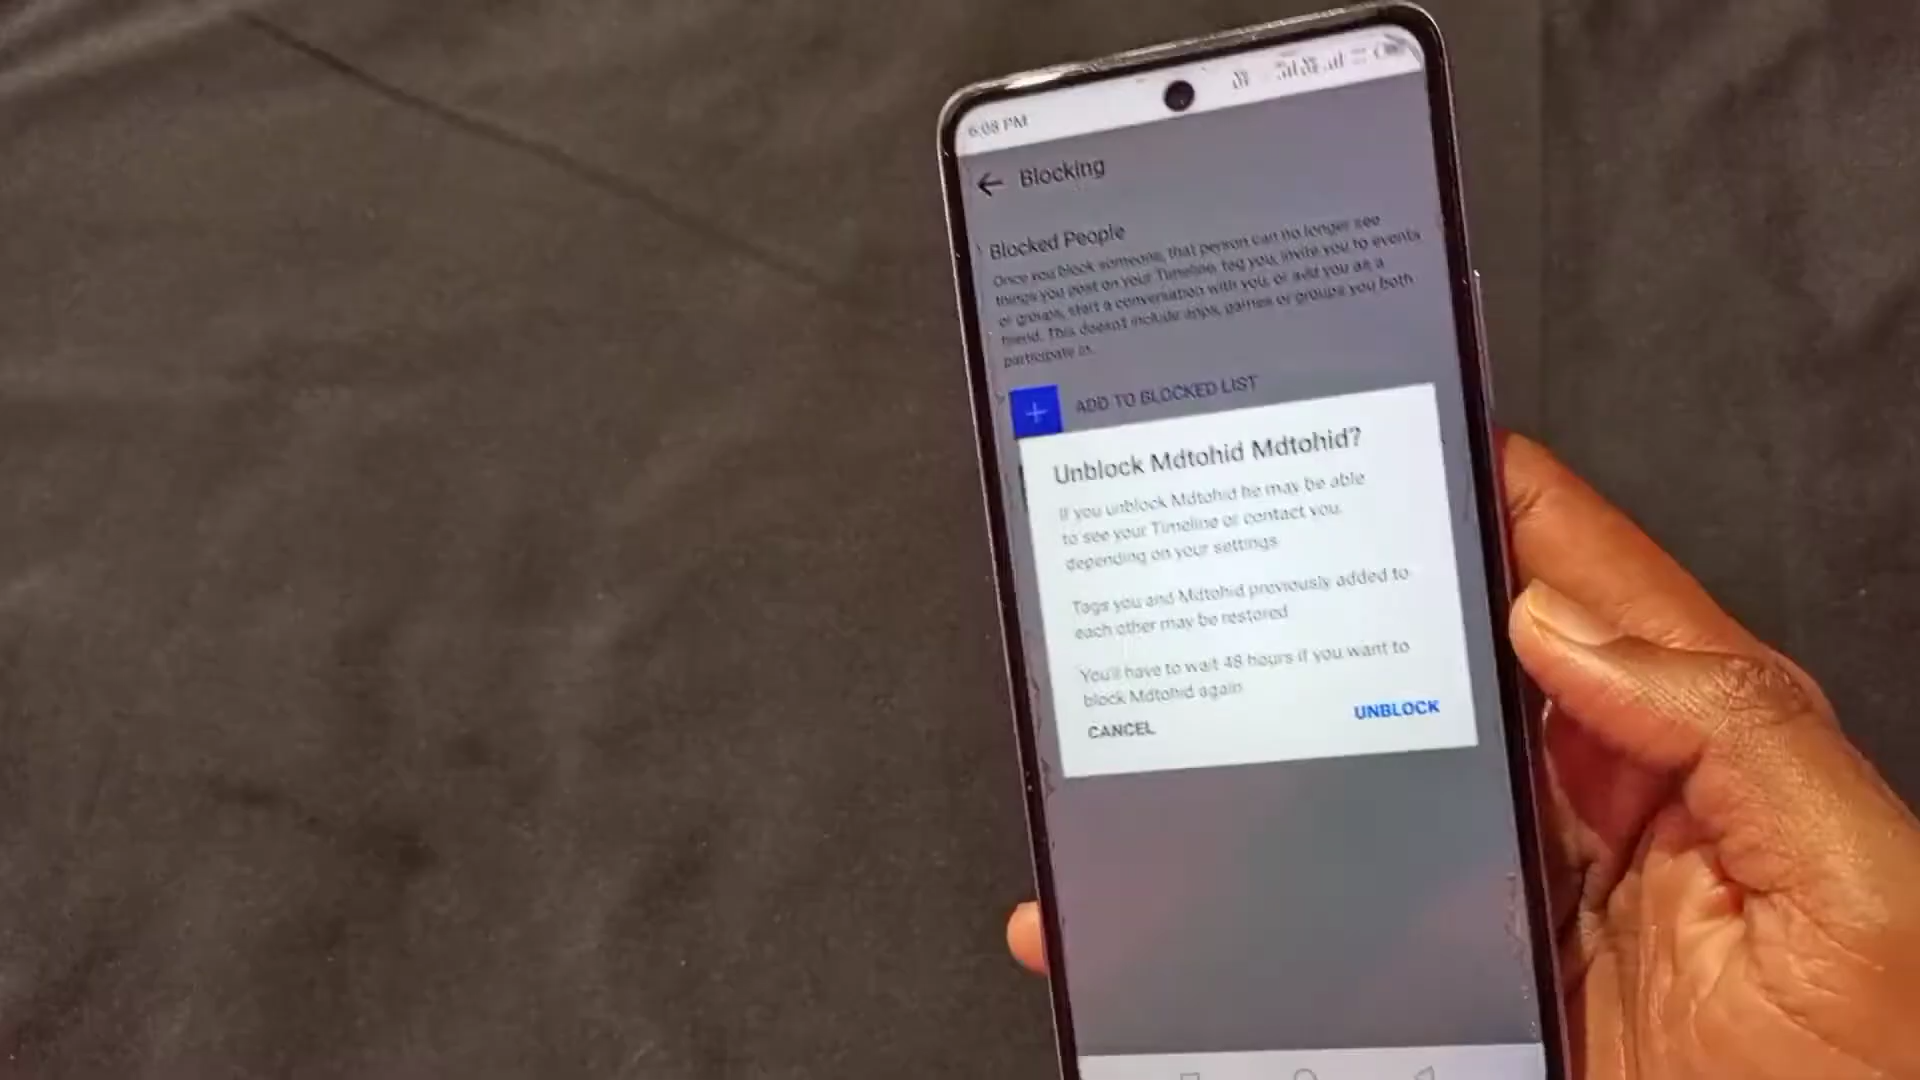 6:08 PM
Blocking
Blocked People
Once you block someone, that person can no longer see
things you post on your Timeline, tag you, invite you to events
or groups, start a conversation with you, or add you as a
friend. This doesn't include apps, games or groups you both
participate in.
ADD TO BLOCKED LIST
Unblock Mdtohid Mdtohid?
If you unblock Mdtohid he may be able
to see your Timeline or contact you,
depending on your settings
Tags you and Mdtohid previously added to
each other may be restored
You'll have to wait 48 hours if you want to
block Mdtohid again
CANCEL
UNBLOCK